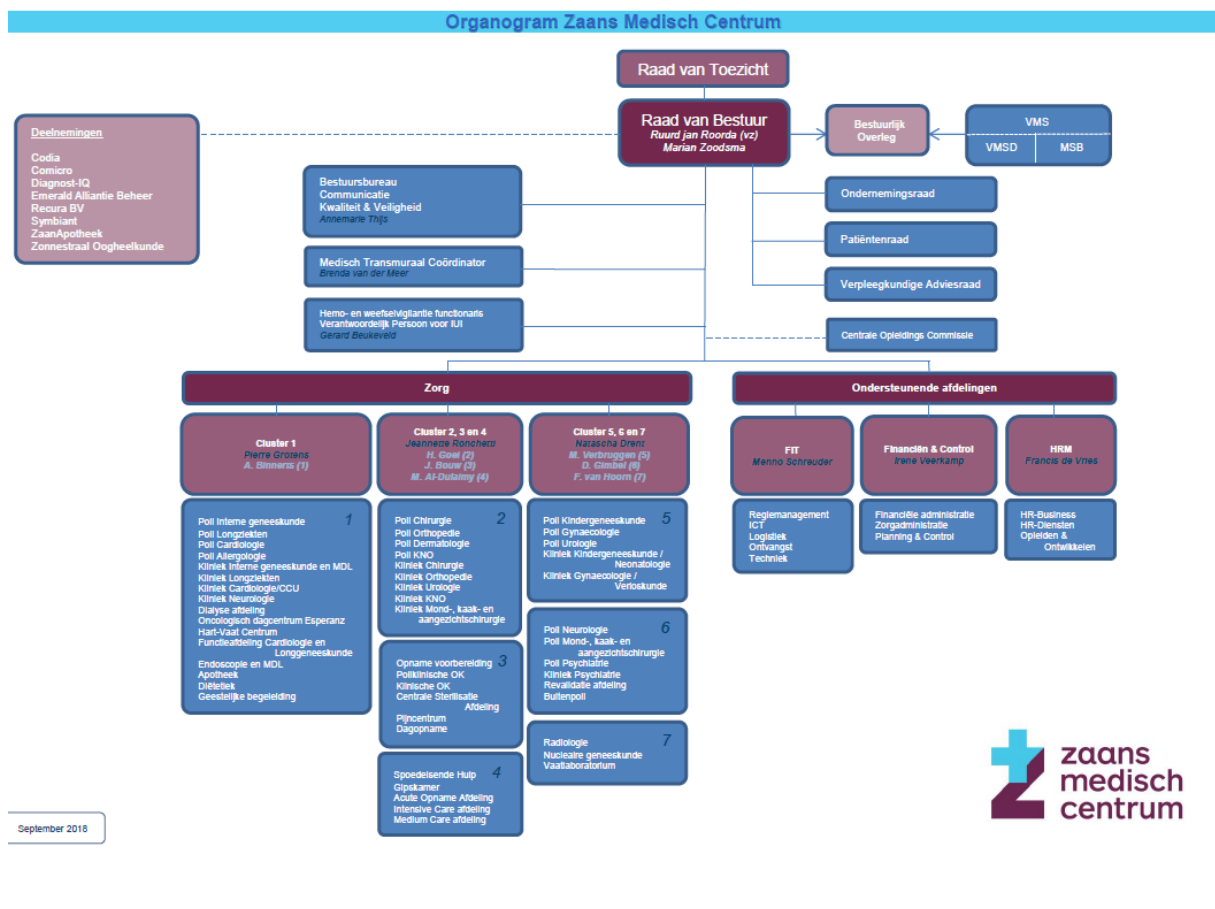 Organogram Zaans Medisch Centrum
Raad van Toezicht
Raad van Bestuur
Ruurd jan Roorda (vz)
Marian Zoodsma
Bestuurlijk
Overleg
VMS
VMSD
MSB
Deelnemingen
Codia
Comicro
Diagnost-IQ
Emerald Alliantie Beheer
Recura BV
Symbiant
ZaanApotheek
Zonnestraal Oogheelkunde
Bestuursbureau
Communicatie
Kwaliteit & Veiligheid
Annemarie Thijs
Medisch Transmuraal Coördinator
Brenda van der Meer
Hemo- en weefselvigilantie functionaris
Verantwoordelijk Persoon voor IUI
Gerard Beukeveld
Ondernemingsraad
Patiëntenraad
Verpleegkundige Adviesraad
Centrale Opleidings Commissie
Zorg
Ondersteunende afdelingen
Cluster 1
Pierre Grotens
A. Binnerts (1)
Cluster 2, 3 en 4
Jeannette Ronchetti
H. Goei (2)
J. Bouw (3)
M. Al-Dulaimy (4)
Cluster 5, 6 en 7
Natascha Drent
M. Verbruggen (5)
D. Gimbel (6)
F. van Hoorn (7)
FIT
Menno Schreuder
Financiën & Control
Irene Veerkamp
HRM
Francis de Vries
1
Poli Interne geneeskunde
Poli Longziekten
Poli Cardiologie
Poli Allergologie
Kliniek Interne geneeskunde en MDL
Kliniek Longziekten
Kliniek Cardiologie/CCU
Kliniek Neurologie
Dialyse afdeling
Oncologisch dagcentrum Esperanz
Hart-Vaat Centrum
Functieafdeling Cardiologie en
Longgeneeskunde
Endoscopie en MDL
Apotheek
Diëtetiek
Geestelijke begeleiding
2
Poli Chirurgie
Poli Orthopedie
Poli Dermatologie
Poli KNO
Kliniek Chirurgie
Kliniek Orthopedie
Kliniek Urologie
Kliniek KNO
Kliniek Mond-, kaak- en
aangezichtschirurgie
Opname voorbereiding 3
Poliklinische OK
Klinische OK
Centrale Sterilisatie
Afdeling
Pijncentrum
Dagopname
Spoedeisende Hulp 4
Gipskamer
Acute Opname Afdeling
Intensive Care afdeling
Medium Care afdeling
Poli Kindergeneeskunde 5
Poli Gynaecologie
Poli Urologie
Kliniek Kindergeneeskunde /
Neonatologie
Kliniek Gynaecologie /
Verloskunde
6
Poli Neurologie
Poli Mond-, kaak- en
aangezichtschirurgie
Poli Psychiatrie
Kliniek Psychiatrie
Revalidatie afdeling
Buitenpoli
Radiologie 7
Nucleaire geneeskunde
Vaatlaboratorium
Regiemanagement
ICT
Logistiek
Ontvangst
Techniek
Financiële administratie
Zorgadministratie
Planning & Control
HR-Business
HR-Diensten
Opleiden &
Ontwikkelen
zaans
medisch
centrum
September 2018